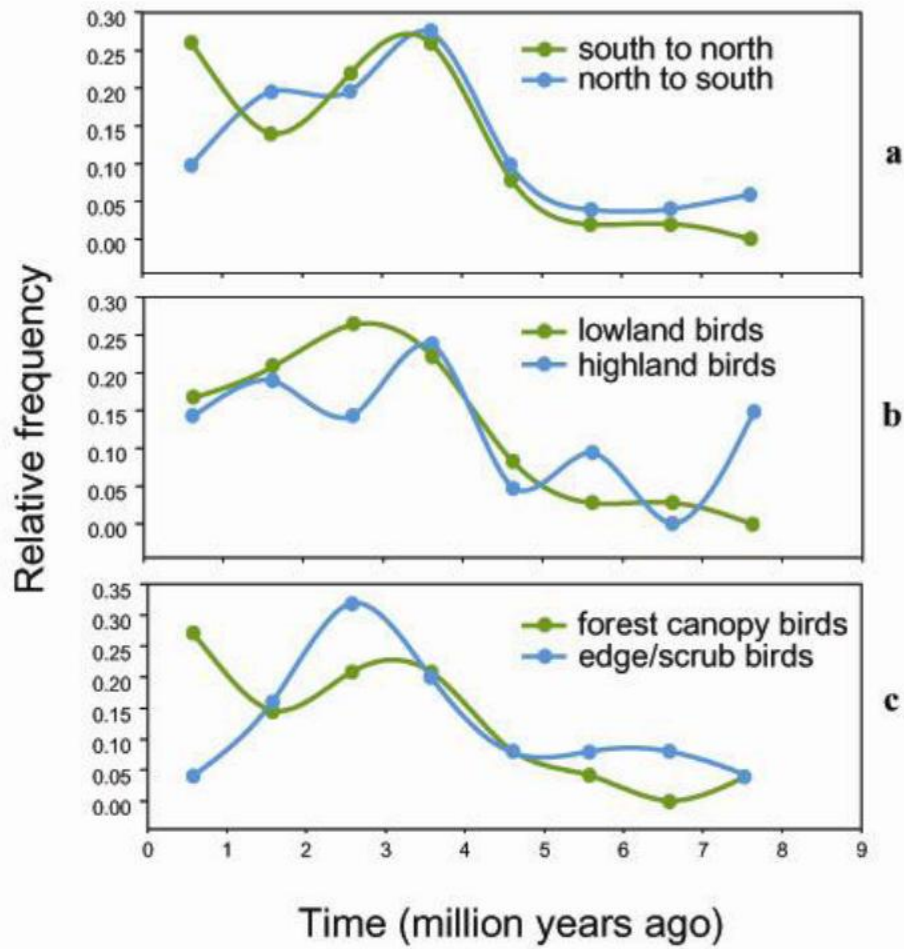 0.30
0.25
0.20
0.15
0.10
0.05
0.00
south to north
north to south
a
0.30
0.25
0.20
0.15
0.10
0.05
0.00
lowland birds
highland birds
b
Relative frequency
0.35
0.30
0.25
0.20
0.15
0.10
0.05
0.00
forest canopy birds
edge/scrub birds
c
0 1 2 3 4 5 6 7 8 9
Time (million years ago)